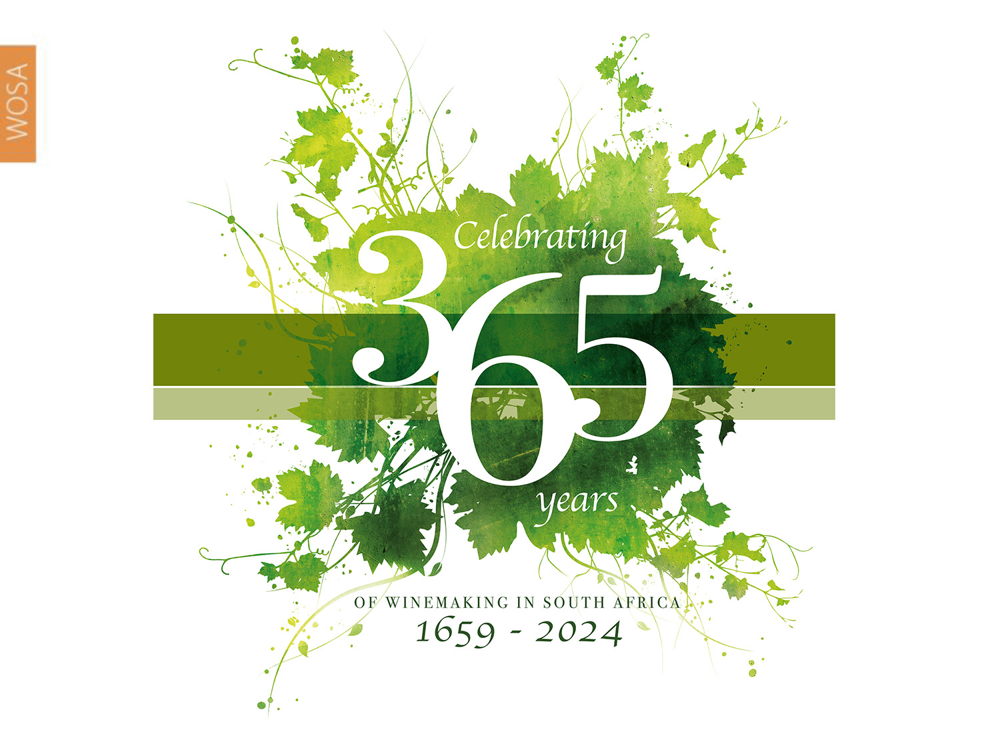 WOSA
Celebrating
365
years
OF WINEMAKING IN SOUTH AFRICA
1659 - 2024